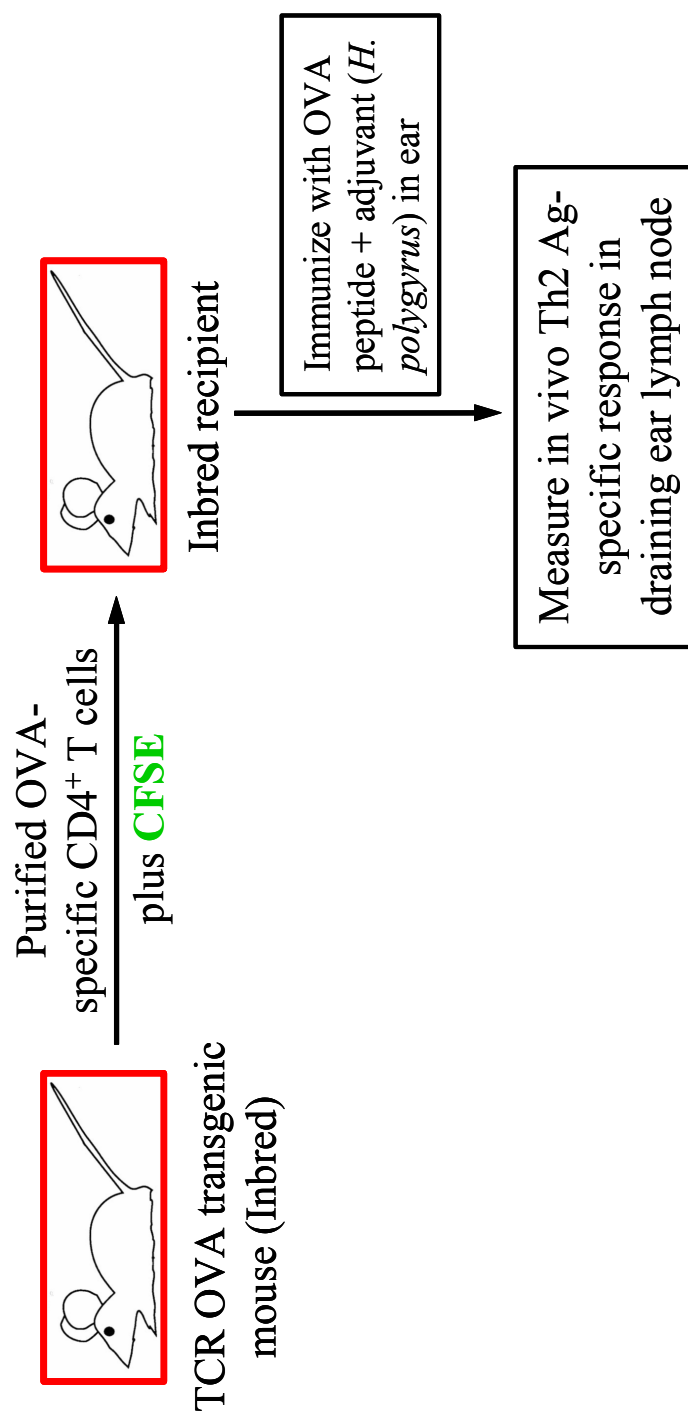 TCR OVA transgenic
mouse (Inbred)
Purified OVA-
specific CD4⁺ T cells
plus CFSE
Inbred recipient
Immunize with OVA
peptide + adjuvant (H.
polygyrus) in ear
Measure in vivo Th2 Ag-
specific response in
draining ear lymph node